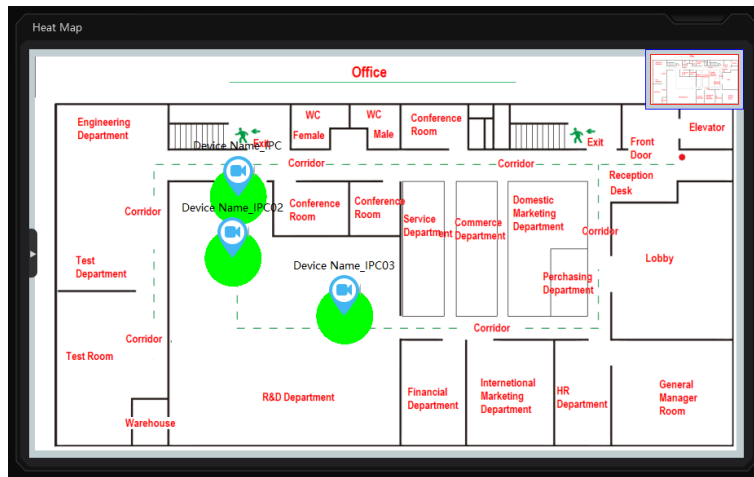 Heat Map
Office
Engineering
Department
WC
Female
WC
Male
Conference
Room
Elevator
Exit
Exit
Front
Door
Device Name_IPC
Corridor
Corridor
Reception
Desk
Device Name_IPC02
Corridor
Conference
Room
Conference
Room
Service
Department
Commerce
Department
Domestic
Marketing
Department
Corridor
Lobby
Test
Department
Device Name_IPC03
Perchasing
Department
Corridor
Corridor
Test Room
R&D Department
Financial
Department
Internetional
Marketing
Department
HR
Department
General
Manager
Room
Warehouse